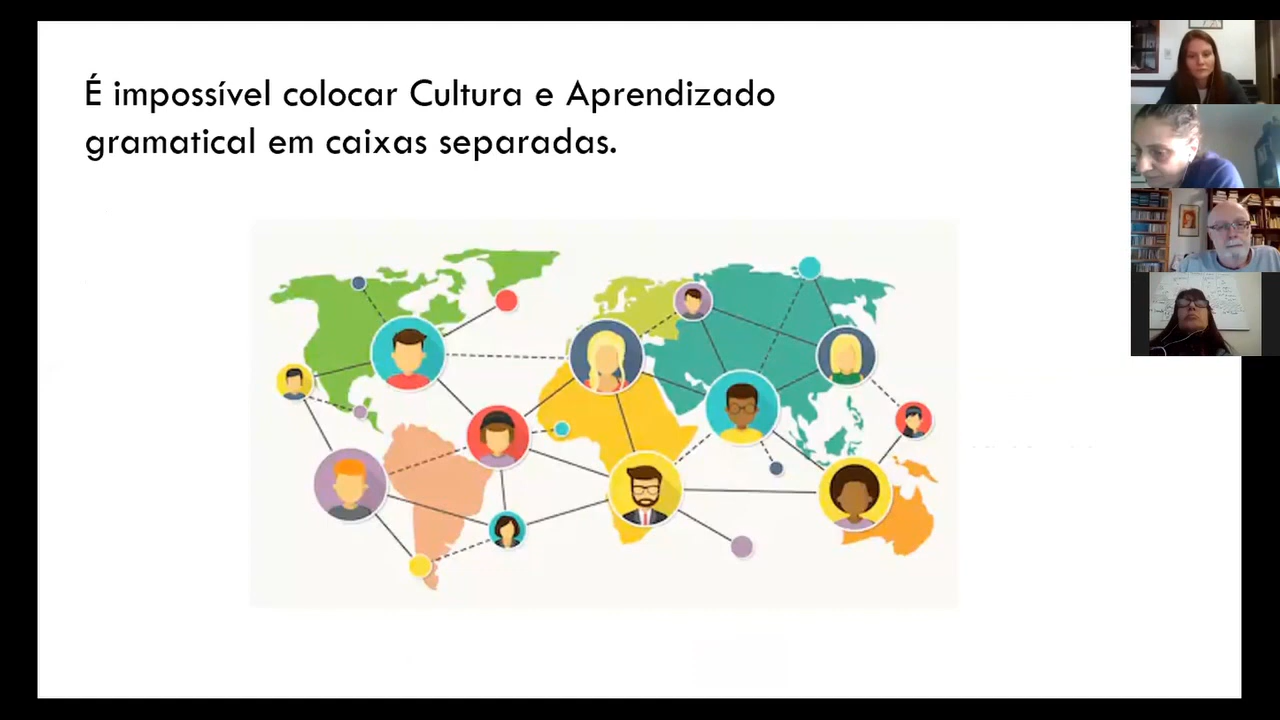 É impossível colocar Cultura e Aprendizado
gramatical em caixas separadas.